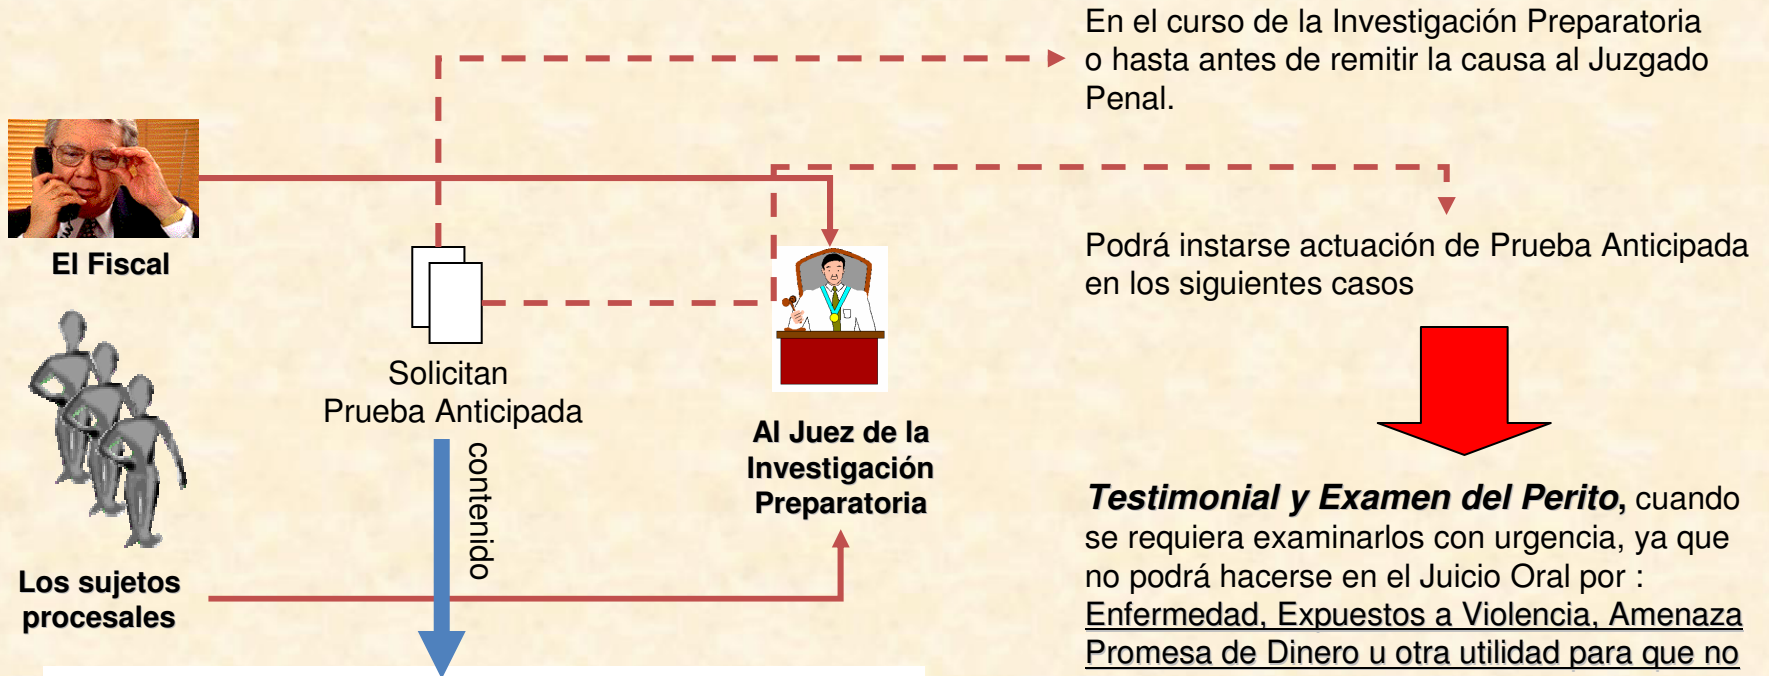 En el curso de la Investigación Preparatoria
o hasta antes de remitir la causa al Juzgado
Penal.
El Fiscal
Los sujetos
procesales
Solicitan
Prueba Anticipada
contenido
Al Juez de la
Investigación
Preparatoria
Podrá instarse actuación de Prueba Anticipada
en los siguientes casos
Testimonial y Examen del Perito, cuando
se requiera examinarlos con urgencia, ya que
no podrá hacerse en el Juicio Oral por :
Enfermedad, Expuestos a Violencia, Amenaza
Promesa de Dinero u otra utilidad para que no